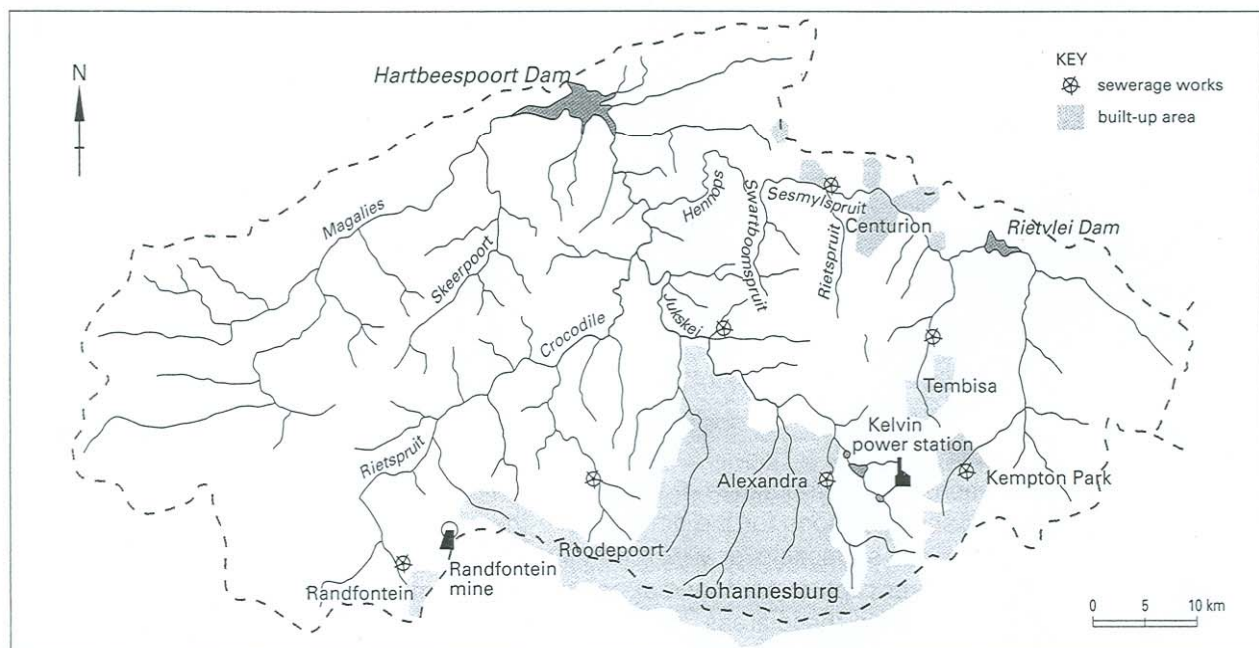 N
Hartbeespoort Dam
KEY
sewerage works
built-up area
Magalies
Skeerpoort
Crocodile
Hennops
Swartboomspruit
Sesmylspruit
Centurion
Rietspruit
Rietvlei Dam
Jukskei
Tembisa
Kelvin
power station
Rietspruit
Alexandra
Kempton Park
Roodepoort
Randfontein
Randfontein
mine
Johannesburg
0 5 10 km